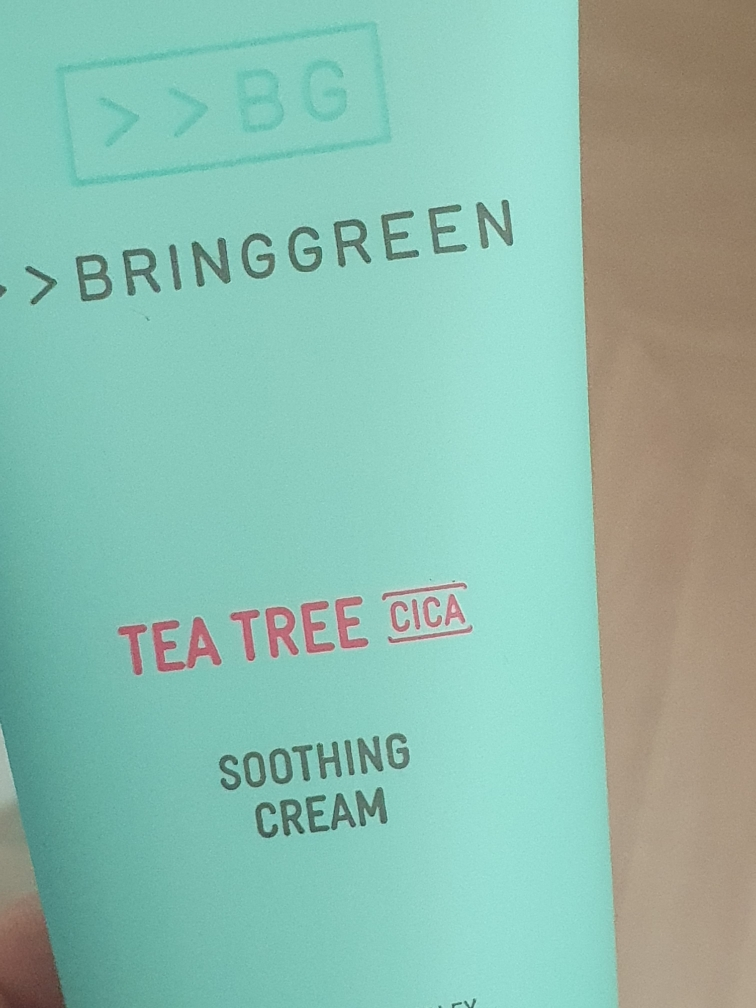 >>BG
>>BRINGGREEN
TEA TREE CICA
SOOTHING
CREAM